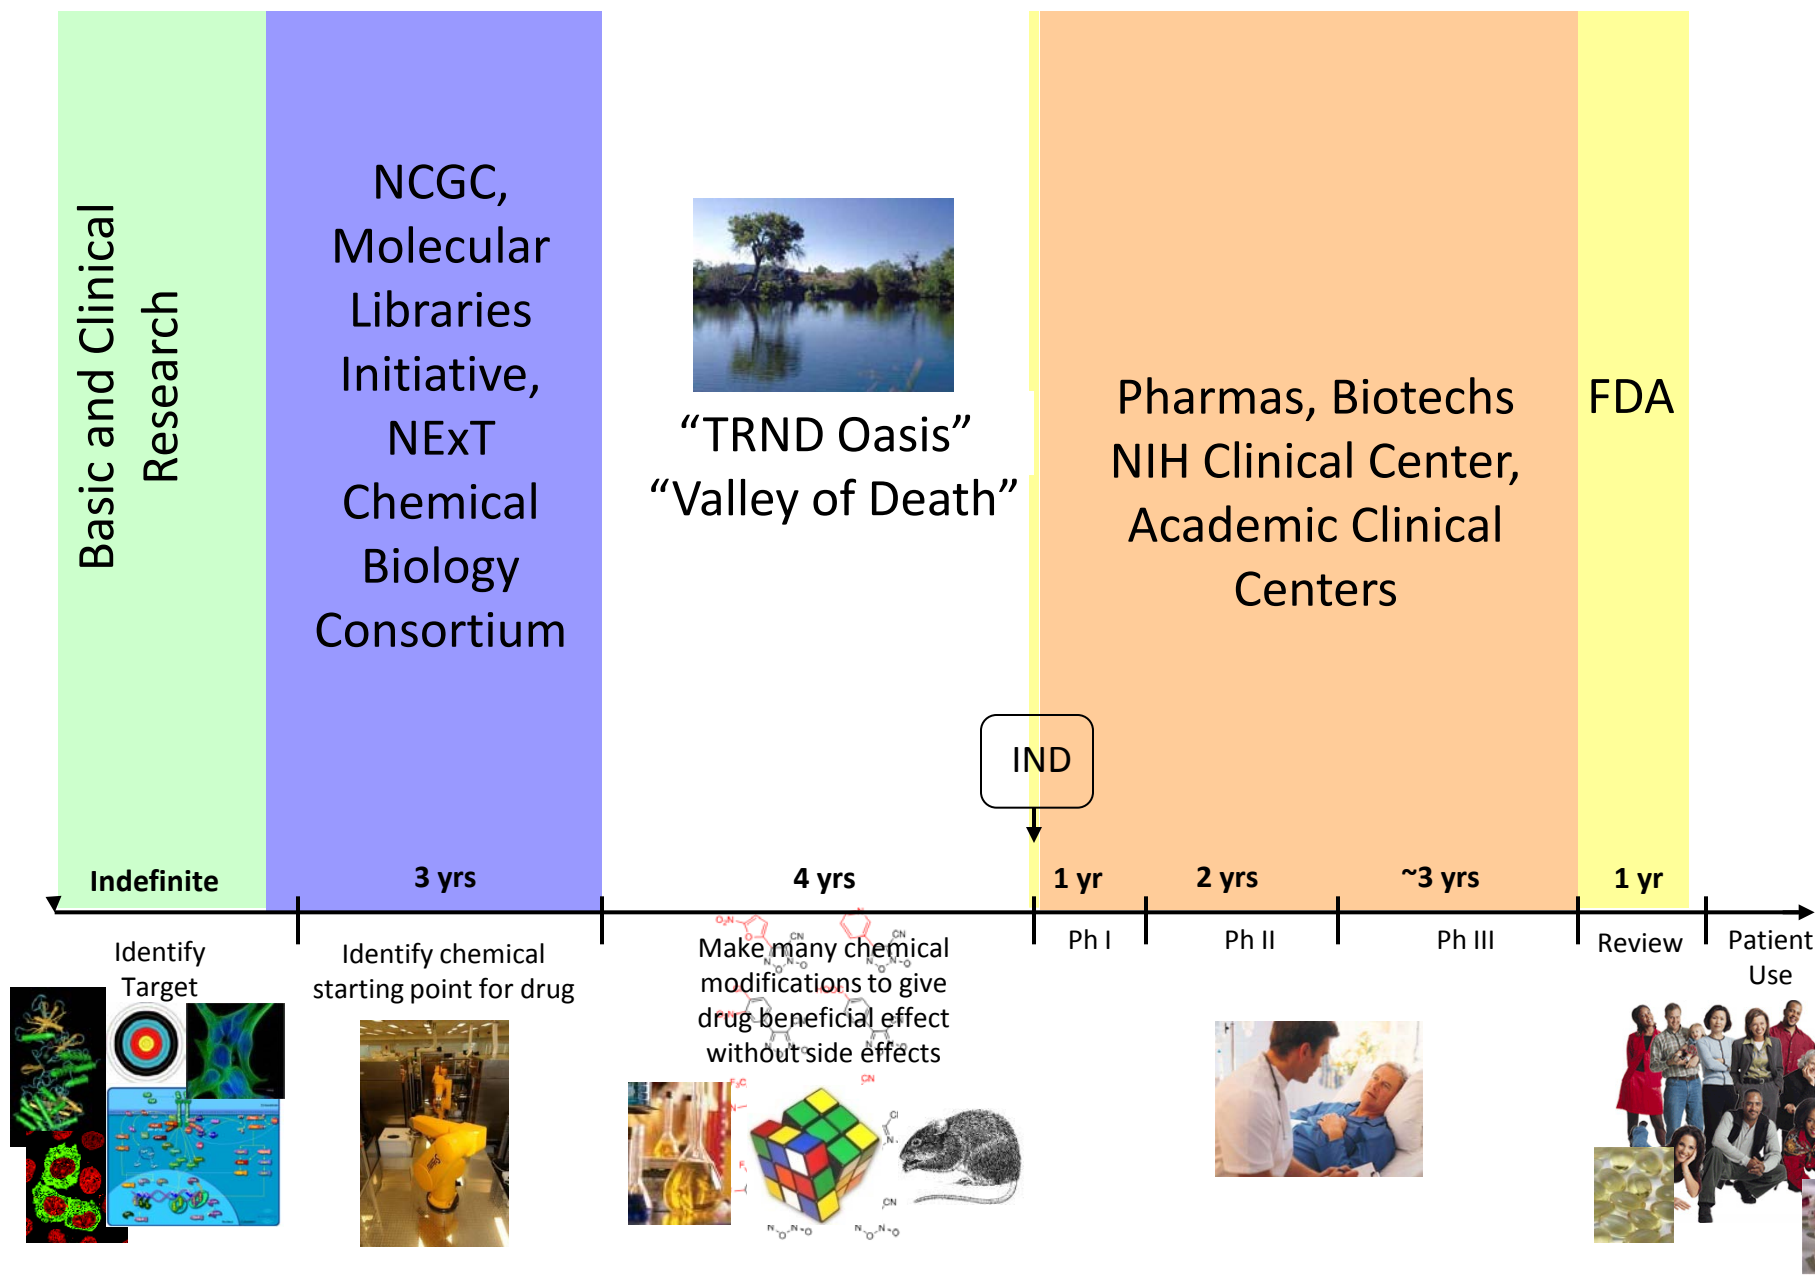 Basic and Clinical
Research
NCGC,
Molecular
Libraries
Initiative,
NExT
Chemical
Biology
Consortium
“TRND Oasis”
“Valley of Death”
Pharmas, Biotechs
NIH Clinical Center,
Academic Clinical
Centers
FDA
IND
Indefinite
3 yrs
4 yrs
1 yr
2 yrs
~3 yrs
1 yr
Identify
Target
Identify chemical
starting point for drug
Make many chemical
modifications to give
drug beneficial effect
without side effects
Ph I
Ph II
Ph III
Review
Patient
Use